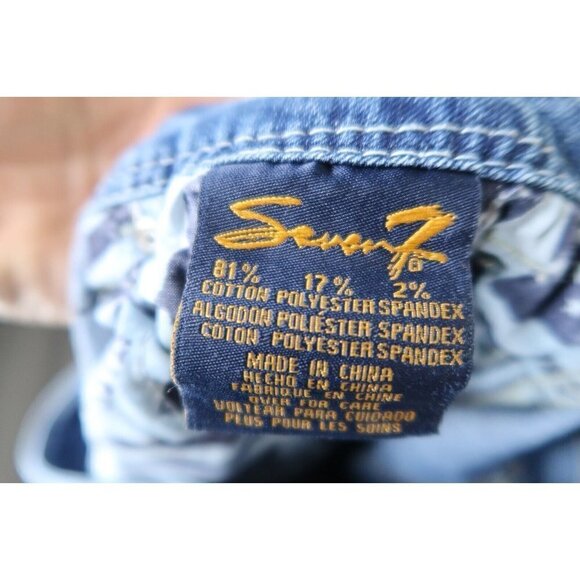 Seven7
81% 17% 2%
COTTON POLYESTER SPANDEX
ALGODON POLIESTER SPANDEX
COTON POLYESTER SPANDEX
MADE IN CHINA
HECHO EN CHINA
FABRIQUE EN CHINE
OVER FOR CARE
VOLTEAR PARA CUIDADO
PLUS POUR LES SOINS